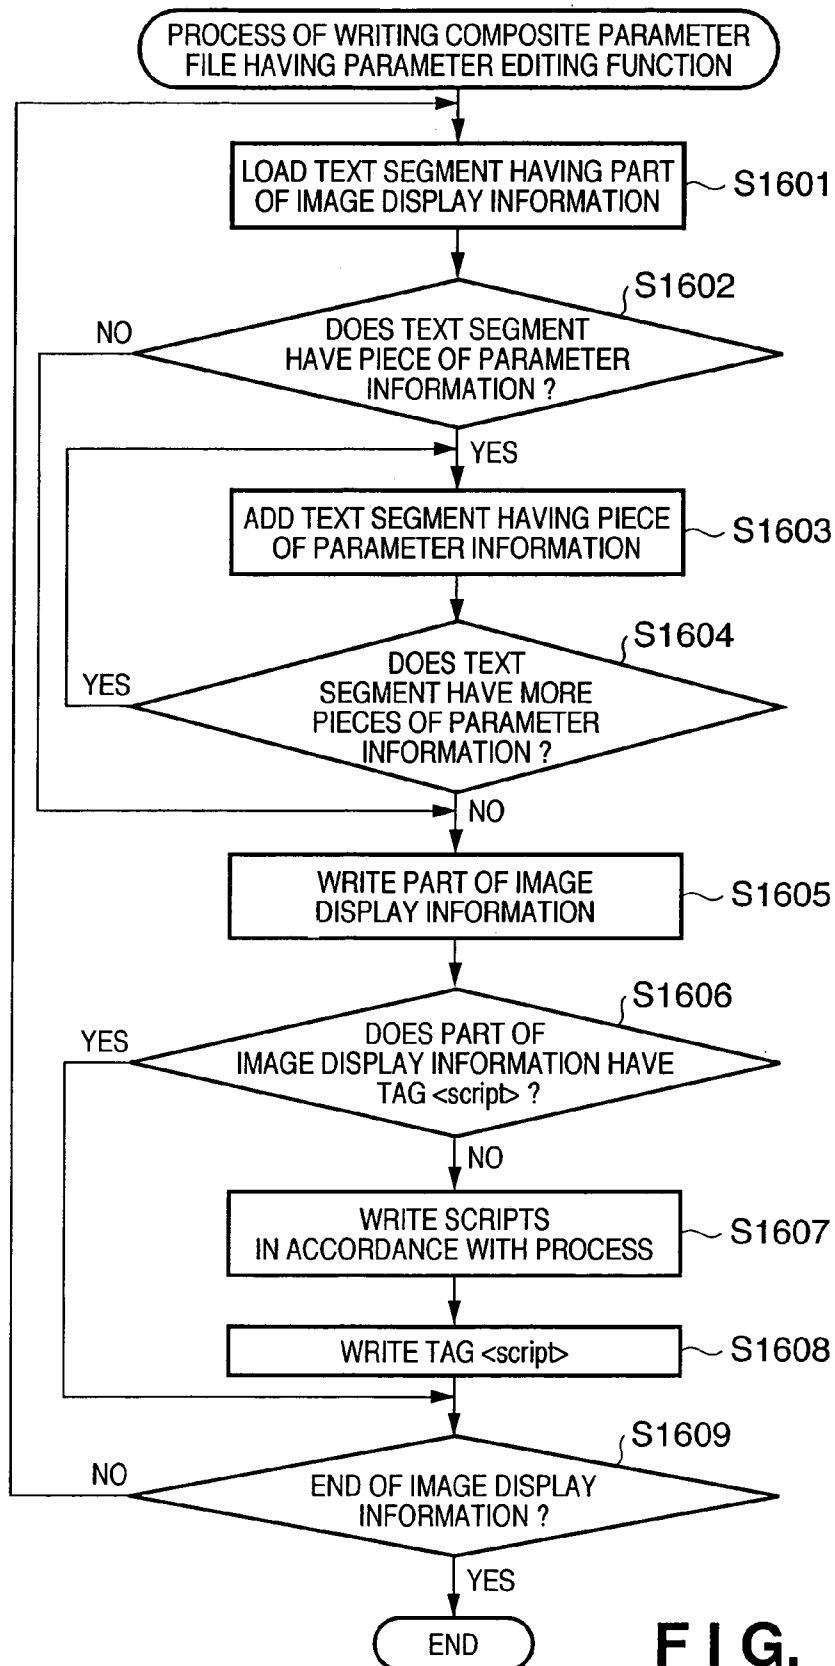 PROCESS OF WRITING COMPOSITE PARAMETER
FILE HAVING PARAMETER EDITING FUNCTION
LOAD TEXT SEGMENT HAVING PART
OF IMAGE DISPLAY INFORMATION
S1601
S1602
NO
DOES TEXT SEGMENT
HAVE PIECE OF PARAMETER
INFORMATION ?
YES
ADD TEXT SEGMENT HAVING PIECE
OF PARAMETER INFORMATION
S1603
S1604
YES
DOES TEXT
SEGMENT HAVE MORE
PIECES OF PARAMETER
INFORMATION ?
NO
WRITE PART OF IMAGE
DISPLAY INFORMATION
S1605
S1606
YES
DOES PART OF
IMAGE DISPLAY INFORMATION HAVE
TAG <script> ?
NO
WRITE SCRIPTS
IN ACCORDANCE WITH PROCESS
S1607
WRITE TAG <script>
S1608
S1609
NO
END OF IMAGE DISPLAY
INFORMATION ?
YES
END
FIG.